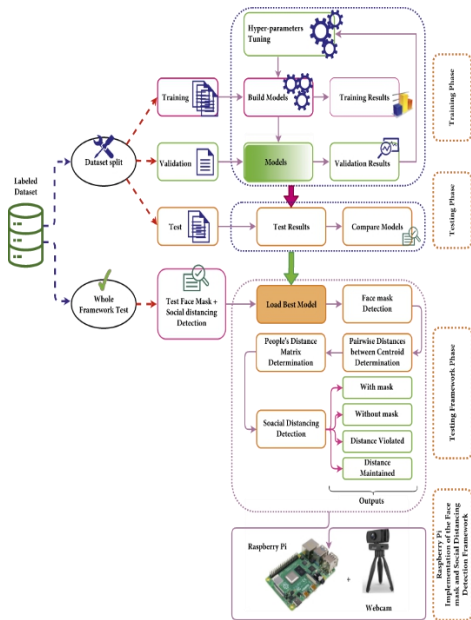 Hyper-parameters
Tuning
Training
Build Models
Training Results
Training Phase
Dataset split
Validation
Models
Validation Results
Labeled
Dataset
Test
Test Results
Compare Models
Testing Phase
Whole
Framework Test
Test Face Mask +
Social distancing
Detection
Load Best Model
Face mask
Detection
People's Distance
Matrix
Determination
Pairwise Distances
between Centroid
Determination
Soacial Distancing
Detection
With mask
Without mask
Distance Violated
Distance
Maintained
Outputs
Testing Framework Phase
Raspberry Pi
+
Webcam
Raspberry Pi
Implementation of the Face
mask and Social Distancing
Detection Framework